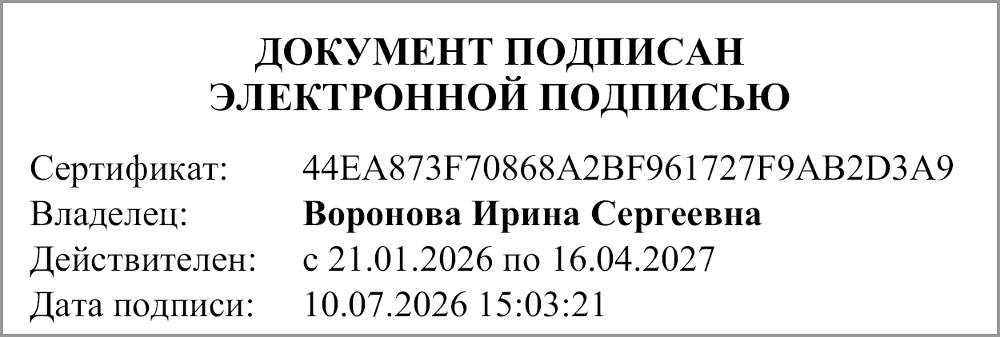 ДОКУМЕНТ ПОДПИСАН
ЭЛЕКТРОННОЙ ПОДПИСЬЮ
Сертификат: 44EA873F70868A2BF961727F9AB2D3A9
Владелец: Воронова Ирина Сергеевна
Действителен: с 21.01.2026 по 16.04.2027
Дата подписи: 10.07.2026 15:03:21